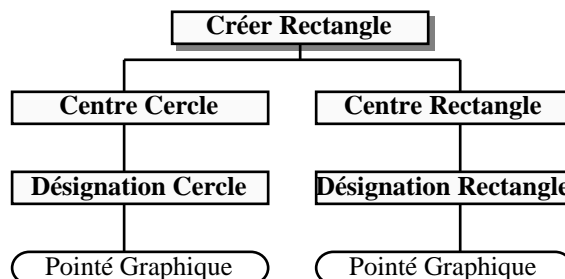 Créer Rectangle
Centre Cercle
Centre Rectangle
Désignation Cercle
Désignation Rectangle
Pointé Graphique
Pointé Graphique